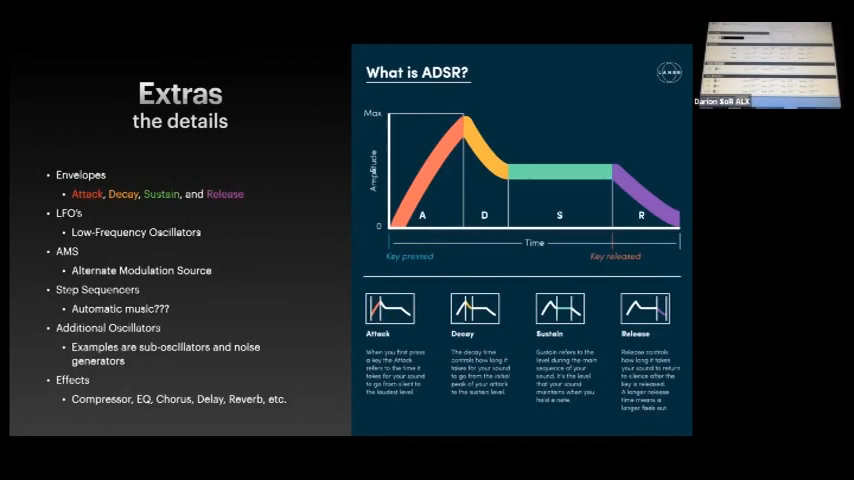 Extras
the details
• Envelopes
• Attack, Decay, Sustain, and Release
• LFO's
• Low-Frequency Oscillators
• AMS
• Alternate Modulation Source
• Step Sequencers
• Automatic music???
• Additional Oscillators
• Examples are sub-oscillators and noise
generators
• Effects
• Compressor, EQ, Chorus, Delay, Reverb, etc.
What is ADSR?
LANDR
Max
Amplitude
0
A
D
S
R
Time
Key pressed
Key released
Attack
When you first press
a key the Attack
refers to the time it
takes for your sound
to go from silent to
the loudest level.
Decay
The decay time
controls how long it
takes for your sound
to go from the initial
peak of your attack
to the sustain level.
Sustain
Sustain refers to the
level during the main
sequence of your
sound. It's the level
that your sound
maintains when you
hold a note.
Release
Release controls
how long it takes
your sound to return
to silence after the
key is released.
A longer release
time means a
longer fade out.
Darion SoR ALX